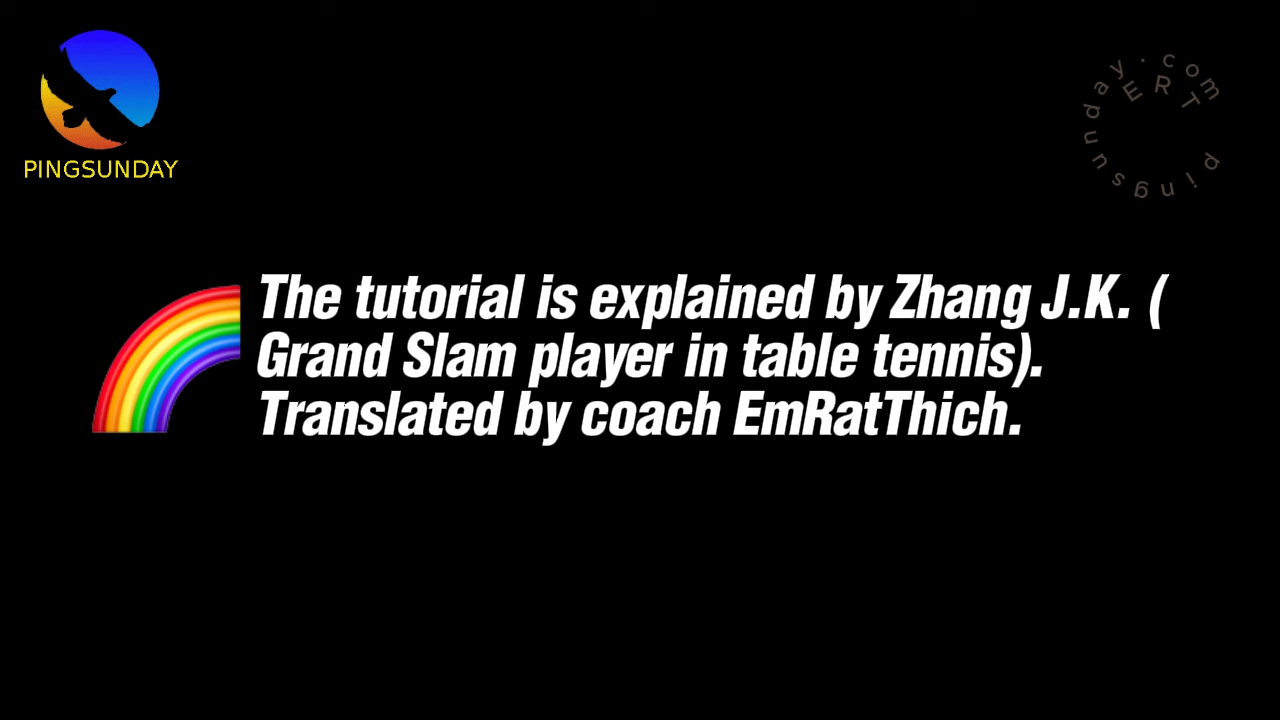 PINGSUNDAY
pingsunday.com
ERT
The tutorial is explained by Zhang J.K. (
Grand Slam player in table tennis).
Translated by coach EmRatThich.